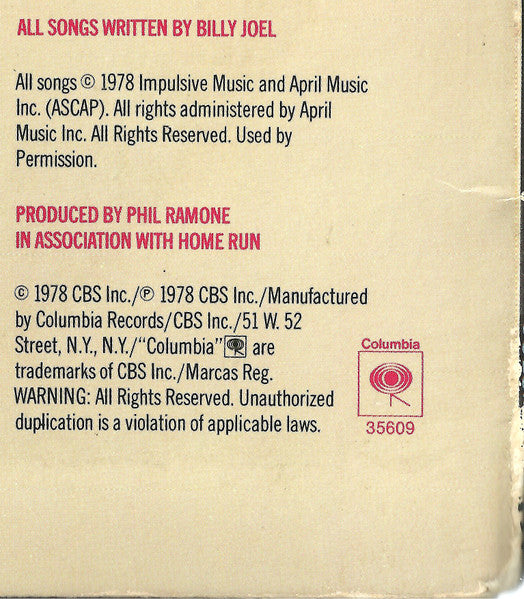 ALL SONGS WRITTEN BY BILLY JOEL
All songs © 1978 Impulsive Music and April Music
Inc. (ASCAP). All rights administered by April
Music Inc. All Rights Reserved. Used by
Permission.
PRODUCED BY PHIL RAMONE
IN ASSOCIATION WITH HOME RUN
© 1978 CBS Inc./℗ 1978 CBS Inc./Manufactured
by Columbia Records/CBS Inc./51 W. 52
Street, N.Y., N.Y./“Columbia” are
trademarks of CBS Inc./Marcas Reg.
WARNING: All Rights Reserved. Unauthorized
duplication is a violation of applicable laws.
Columbia
35609